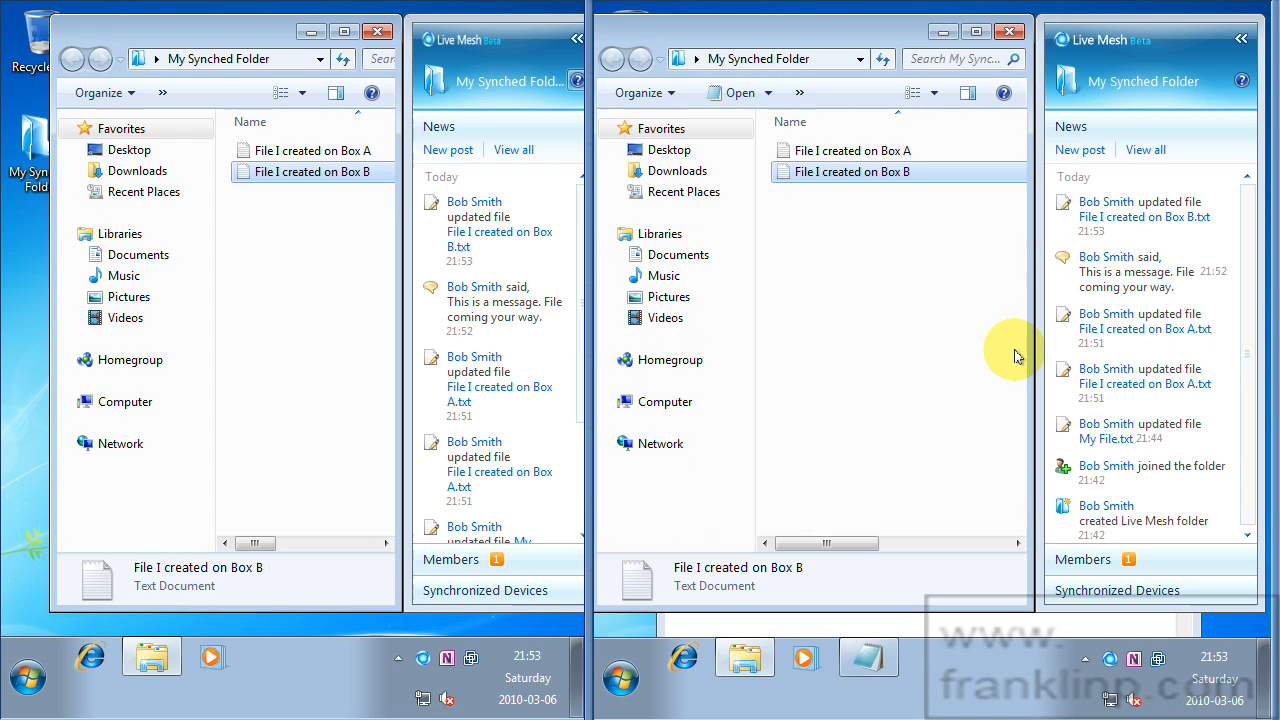 Recycle
My Syn
Fold
My Synched Folder
Sear
Organize
»
Favorites
Desktop
Downloads
Recent Places
Libraries
Documents
Music
Pictures
Videos
Homegroup
Computer
Network
Name
File I created on Box A
File I created on Box B
File I created on Box B
Text Document
Live Mesh Beta
My Synched Fold...
News
New post
View all
Today
Bob Smith
updated file
File I created on Box
B.txt
21:53
Bob Smith said,
This is a message. File
coming your way.
21:52
Bob Smith
updated file
File I created on Box
A.txt
21:51
Bob Smith
updated file
File I created on Box
A.txt
21:51
Bob Smith
updated file My
Members 1
Synchronized Devices
21:53
Saturday
2010-03-06
My Synched Folder
Search My Sync...
Organize
Open
»
Favorites
Desktop
Downloads
Recent Places
Libraries
Documents
Music
Pictures
Videos
Homegroup
Computer
Network
Name
File I created on Box A
File I created on Box B
File I created on Box B
Text Document
Live Mesh Beta
My Synched Folder
News
New post
View all
Today
Bob Smith updated file
File I created on Box B.txt
21:53
Bob Smith said,
This is a message. File 21:52
coming your way.
Bob Smith updated file
File I created on Box A.txt
21:51
Bob Smith updated file
File I created on Box A.txt
21:51
Bob Smith updated file
My File.txt 21:44
Bob Smith joined the folder
21:42
Bob Smith
created Live Mesh folder
21:42
Members 1
Synchronized Devices
21:53
Saturday
2010-03-06
www.
franklinp.com